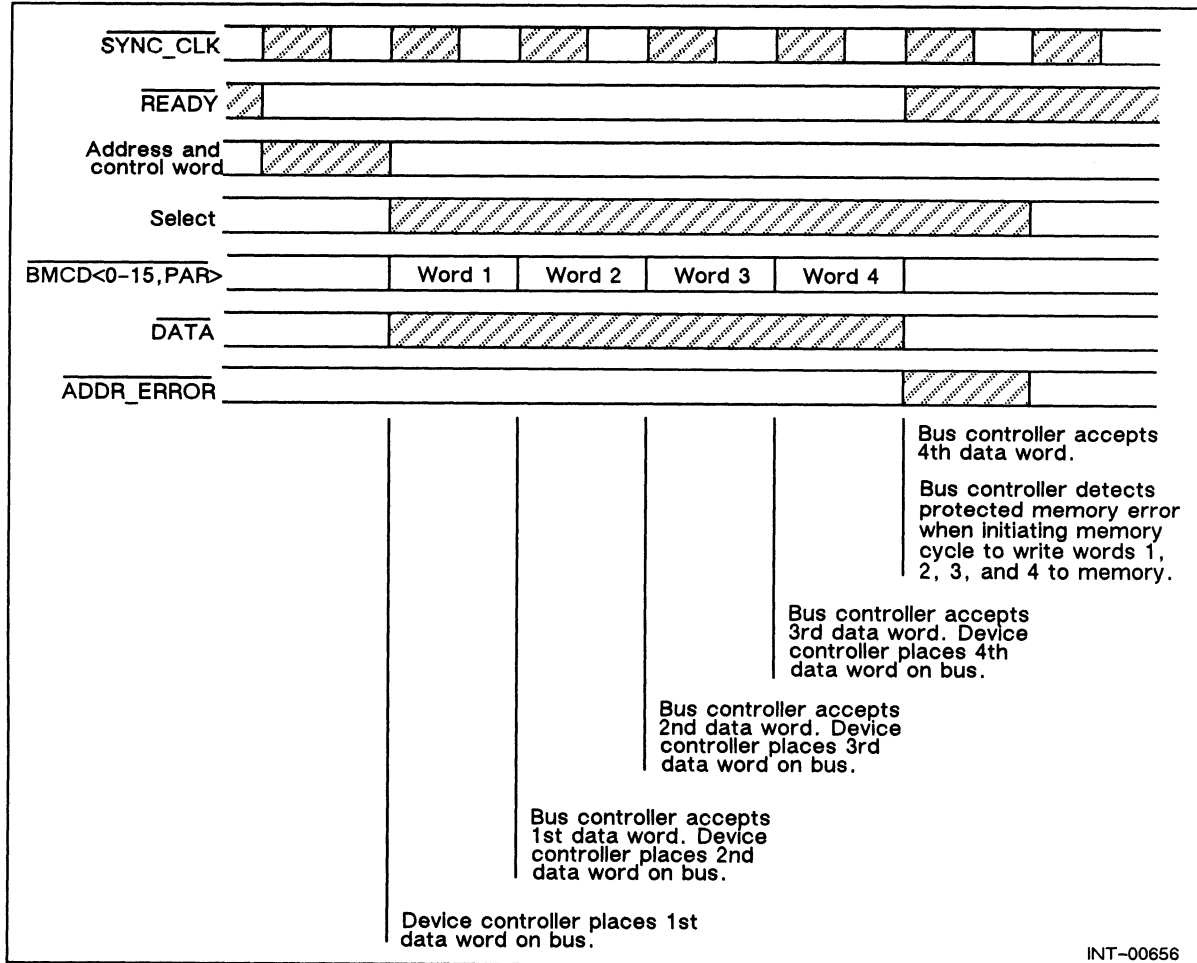 SYNC_CLK
READY
Address and
control word
Select
BMCD<0-15,PAR>
Word 1
Word 2
Word 3
Word 4
DATA
ADDR_ERROR
Bus controller accepts
4th data word.
Bus controller detects
protected memory error
when initiating memory
cycle to write words 1,
2, 3, and 4 to memory.
Bus controller accepts
3rd data word. Device
controller places 4th
data word on bus.
Bus controller accepts
2nd data word. Device
controller places 3rd
data word on bus.
Bus controller accepts
1st data word. Device
controller places 2nd
data word on bus.
Device controller places 1st
data word on bus.
INT-00656